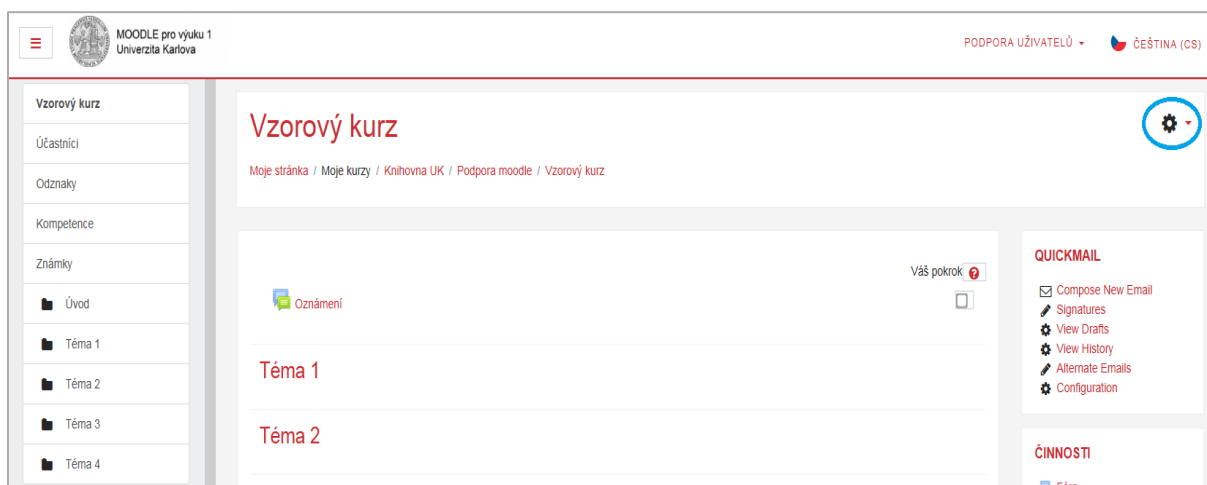 MOODLE pro výuku 1
Univerzita Karlova
PODPORA UŽIVATELŮ
ČEŠTINA (CS)
Vzorový kurz
Účastníci
Odznaky
Kompetence
Známky
Úvod
Téma 1
Téma 2
Téma 3
Téma 4
Vzorový kurz
Moje stránka / Moje kurzy / Knihovna UK / Podpora moodle / Vzorový kurz
Váš pokrok
Oznámení
Téma 1
Téma 2
QUICKMAIL
Compose New Email
Signatures
View Drafts
View History
Alternate Emails
Configuration
ČINNOSTI